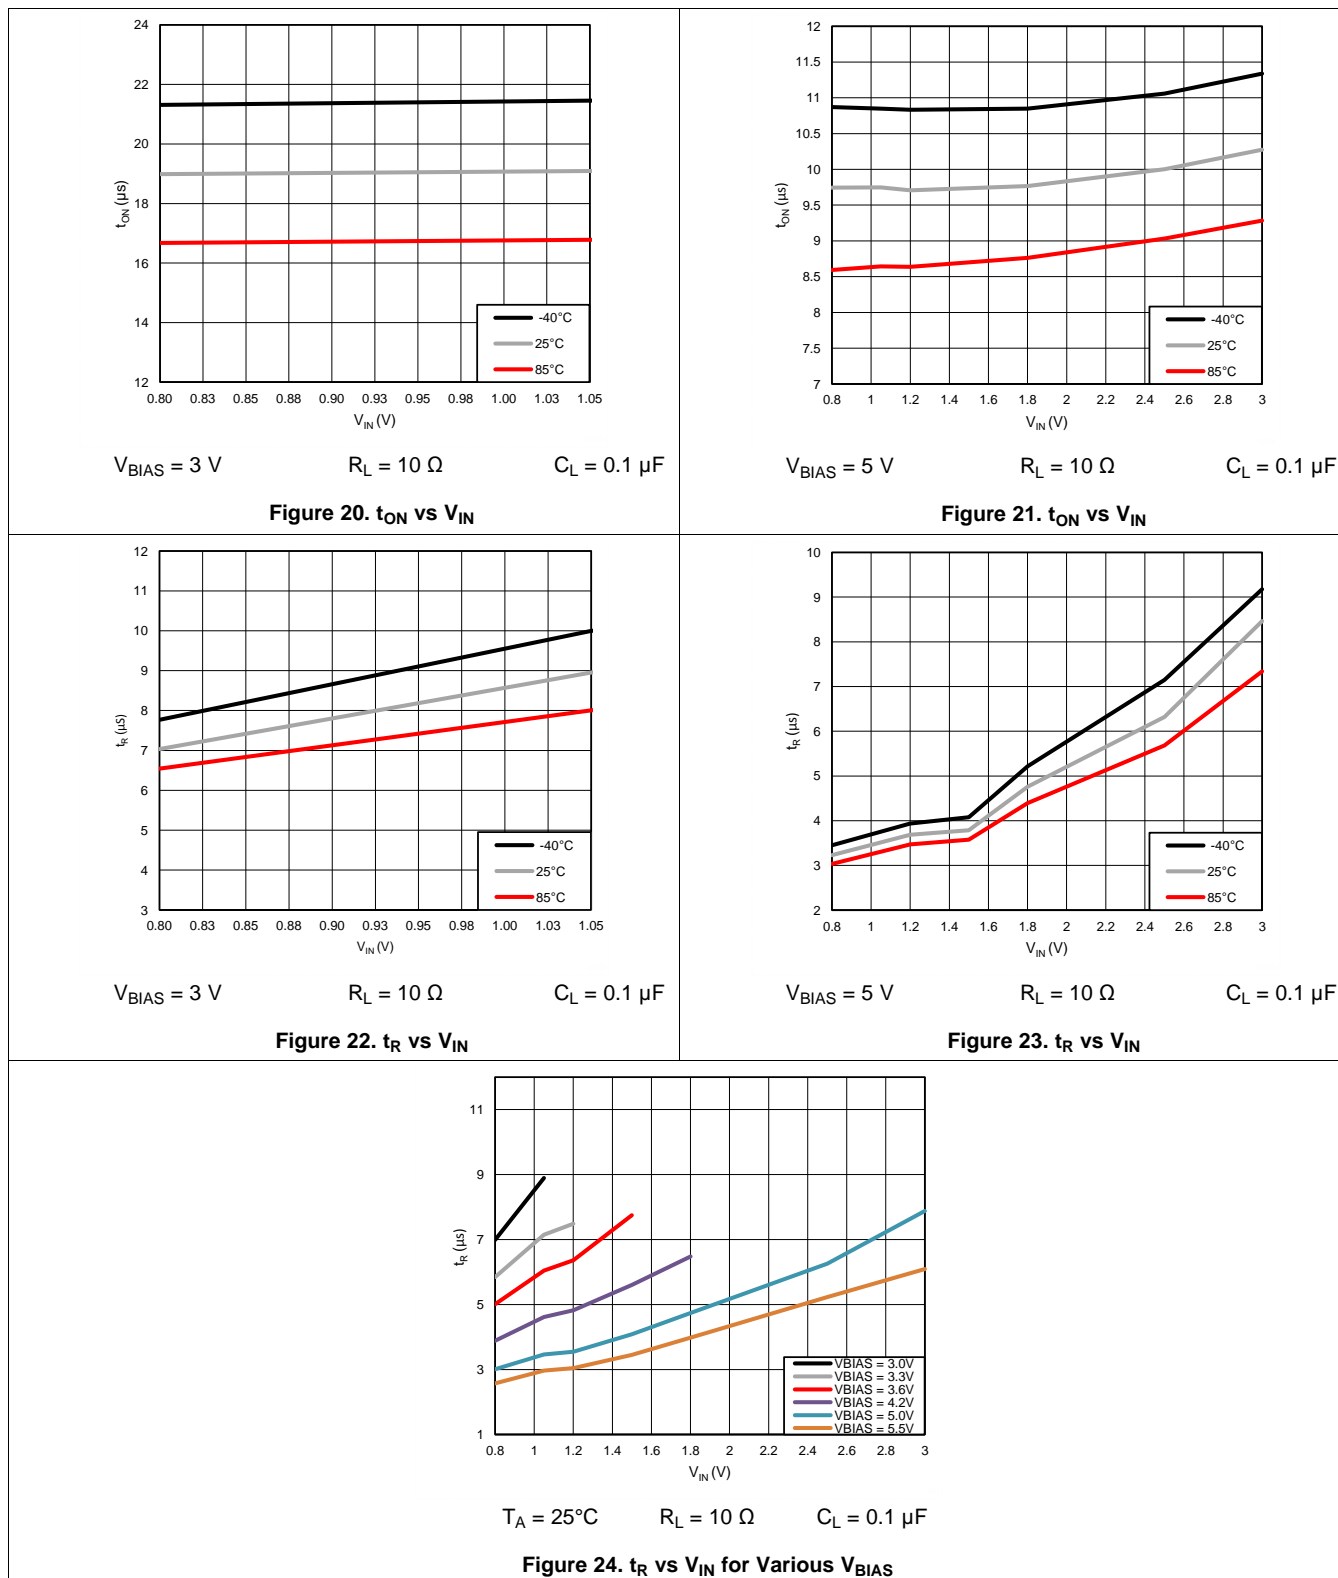 24
22
20
18
16
14
12
t_ON (µs)
-40°C
25°C
85°C
0.80 0.83 0.85 0.88 0.90 0.93 0.95 0.98 1.00 1.03 1.05
V_IN (V)
V_BIAS = 3 V R_L = 10 Ω C_L = 0.1 µF
Figure 20. t_ON vs V_IN
12
11.5
11
10.5
10
9.5
9
8.5
8
7.5
7
t_ON (µs)
-40°C
25°C
85°C
0.8 1 1.2 1.4 1.6 1.8 2 2.2 2.4 2.6 2.8 3
V_IN (V)
V_BIAS = 5 V R_L = 10 Ω C_L = 0.1 µF
Figure 21. t_ON vs V_IN
12
11
10
9
8
7
6
5
4
3
t_R (µs)
-40°C
25°C
85°C
0.80 0.83 0.85 0.88 0.90 0.93 0.95 0.98 1.00 1.03 1.05
V_IN (V)
V_BIAS = 3 V R_L = 10 Ω C_L = 0.1 µF
Figure 22. t_R vs V_IN
10
9
8
7
6
5
4
3
2
t_R (µs)
-40°C
25°C
85°C
0.8 1 1.2 1.4 1.6 1.8 2 2.2 2.4 2.6 2.8 3
V_IN (V)
V_BIAS = 5 V R_L = 10 Ω C_L = 0.1 µF
Figure 23. t_R vs V_IN
11
9
7
5
3
1
t_R (µs)
VBIAS = 3.0V
VBIAS = 3.3V
VBIAS = 3.6V
VBIAS = 4.2V
VBIAS = 5.0V
VBIAS = 5.5V
0.8 1 1.2 1.4 1.6 1.8 2 2.2 2.4 2.6 2.8 3
V_IN (V)
T_A = 25°C R_L = 10 Ω C_L = 0.1 µF
Figure 24. t_R vs V_IN for Various V_BIAS